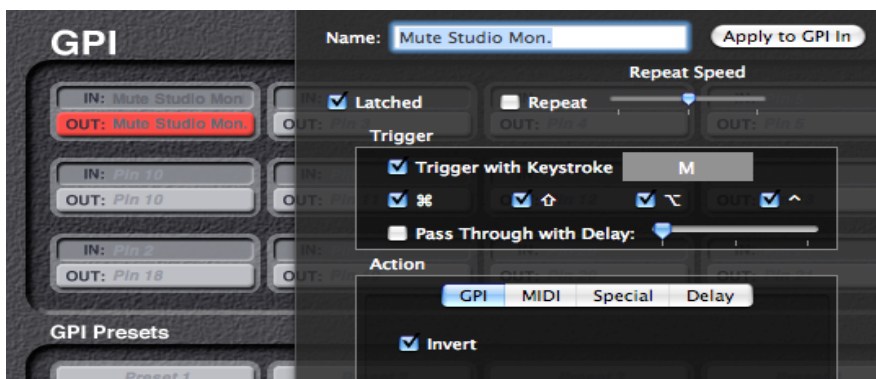 GPI
Name: Mute Studio Mon.
Apply to GPI In
Repeat Speed
IN: Mute Studio Mon
OUT: Mute Studio Mon.
Latched
Repeat
OUT: Pin 3
OUT: Pin 4
OUT: Pin 5
Trigger
Trigger with Keystroke M
IN: Pin 10
OUT: Pin 10
⌘ ⇧ ⌥ ^
Pass Through with Delay:
IN: Pin 2
OUT: Pin 18
Action
GPI MIDI Special Delay
GPI Presets
Invert
Preset 1